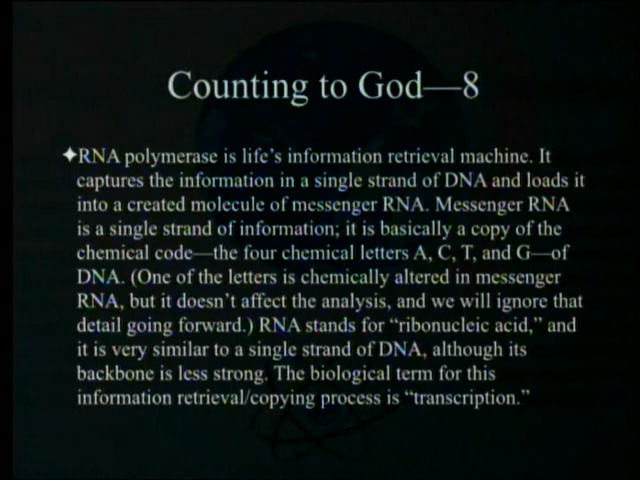 Counting to God—8
✦RNA polymerase is life's information retrieval machine. It
captures the information in a single strand of DNA and loads it
into a created molecule of messenger RNA. Messenger RNA
is a single strand of information; it is basically a copy of the
chemical code—the four chemical letters A, C, T, and G—of
DNA. (One of the letters is chemically altered in messenger
RNA, but it doesn't affect the analysis, and we will ignore that
detail going forward.) RNA stands for “ribonucleic acid,” and
it is very similar to a single strand of DNA, although its
backbone is less strong. The biological term for this
information retrieval/copying process is “transcription.”